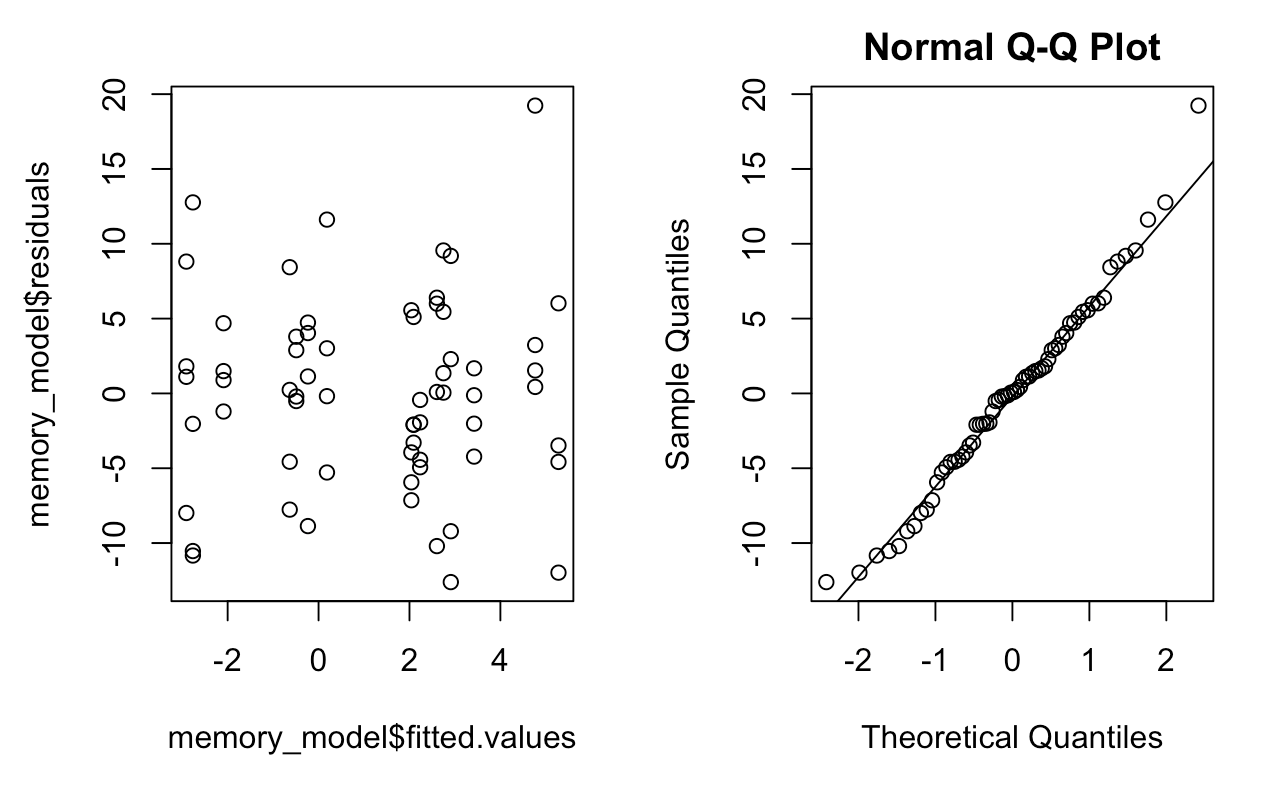 memory_model$residuals
20
15
10
5
0
-5
-10
-2 0 2 4
memory_model$fitted.values
Normal Q-Q Plot
Sample Quantiles
20
15
10
5
0
-5
-10
-2 -1 0 1 2
Theoretical Quantiles